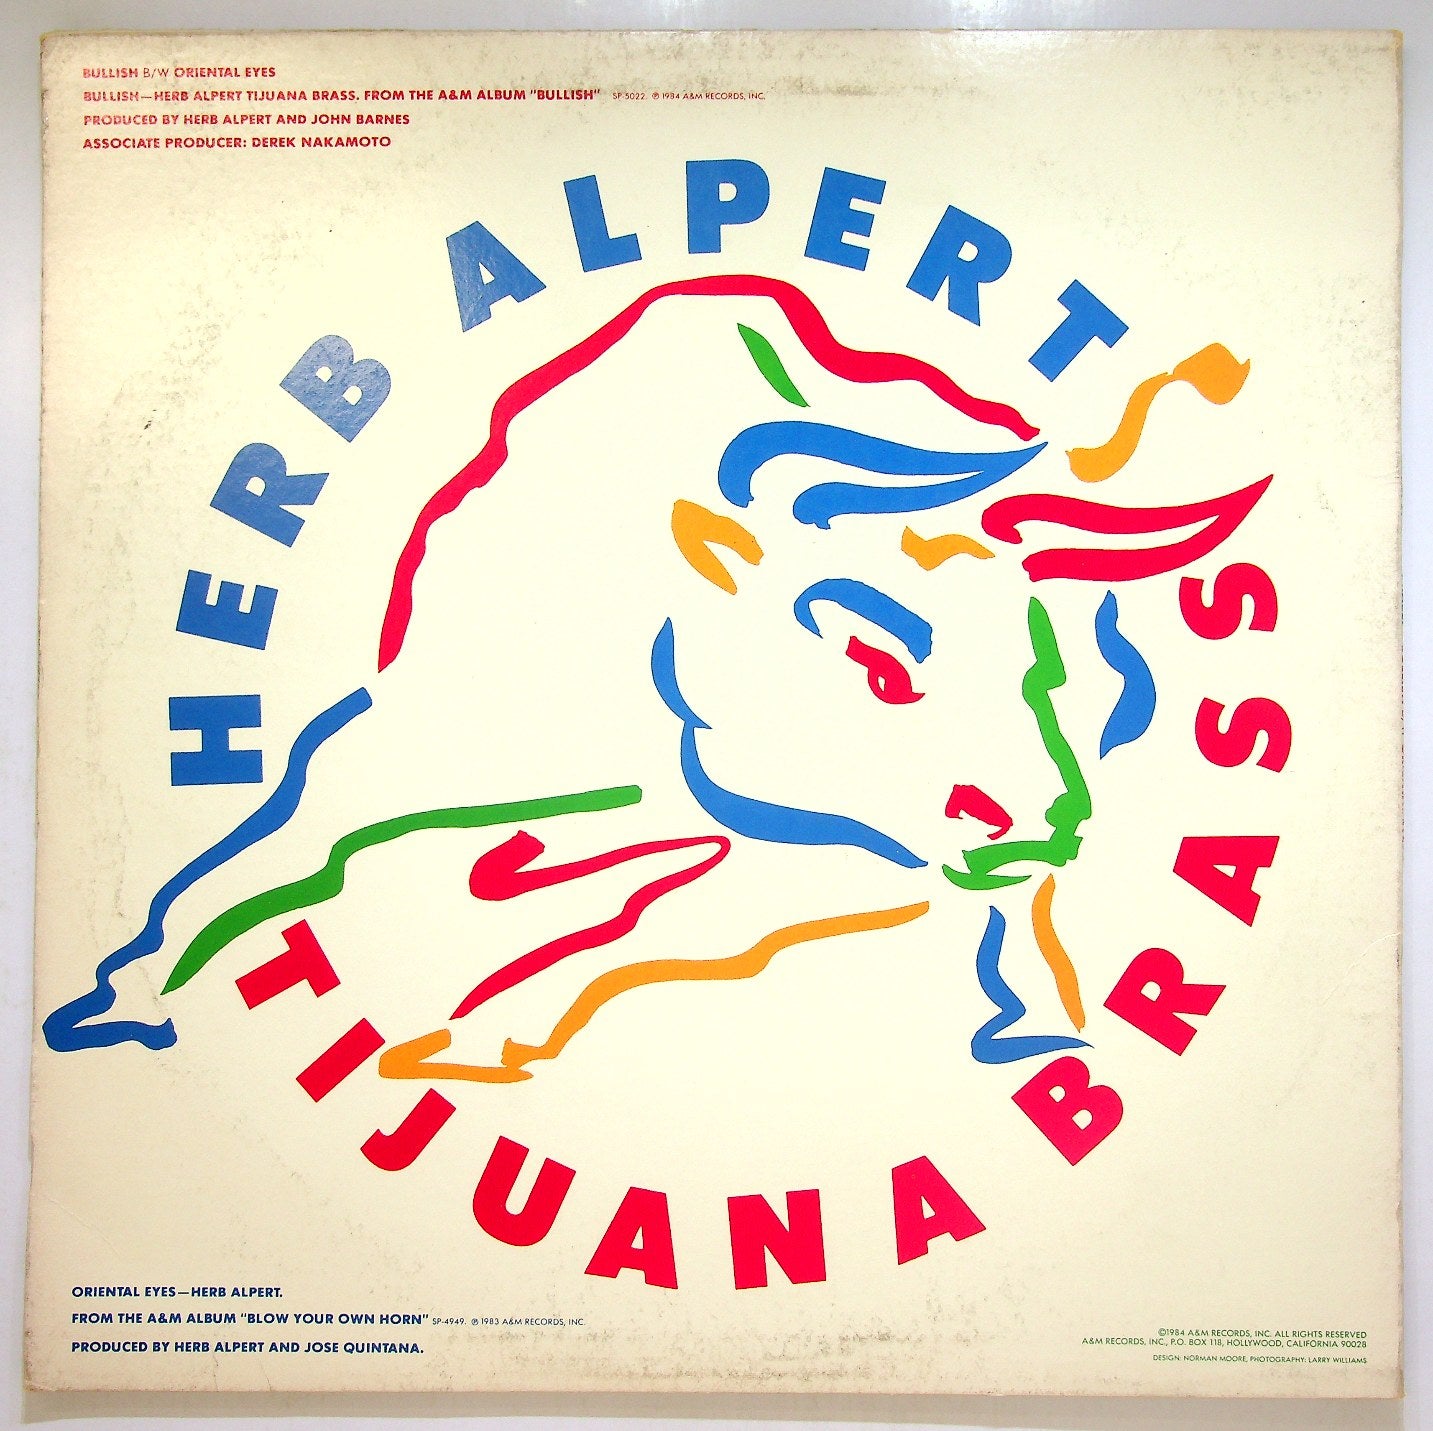 BULLISH B/W ORIENTAL EYES
BULLISH—HERB ALPERT TIJUANA BRASS. FROM THE A&M ALBUM "BULLISH" SP-5022. ℗ 1984 A&M RECORDS, INC.
PRODUCED BY HERB ALPERT AND JOHN BARNES
ASSOCIATE PRODUCER: DEREK NAKAMOTO
HERB ALPERT
TIJUANA BRASS
ORIENTAL EYES—HERB ALPERT.
FROM THE A&M ALBUM "BLOW YOUR OWN HORN" SP-4949. ℗ 1983 A&M RECORDS, INC.
PRODUCED BY HERB ALPERT AND JOSE QUINTANA.
©1984 A&M RECORDS, INC. ALL RIGHTS RESERVED
A&M RECORDS, INC., P.O. BOX 118, HOLLYWOOD, CALIFORNIA 90028
DESIGN: NORMAN MOORE, PHOTOGRAPHY: LARRY WILLIAMS